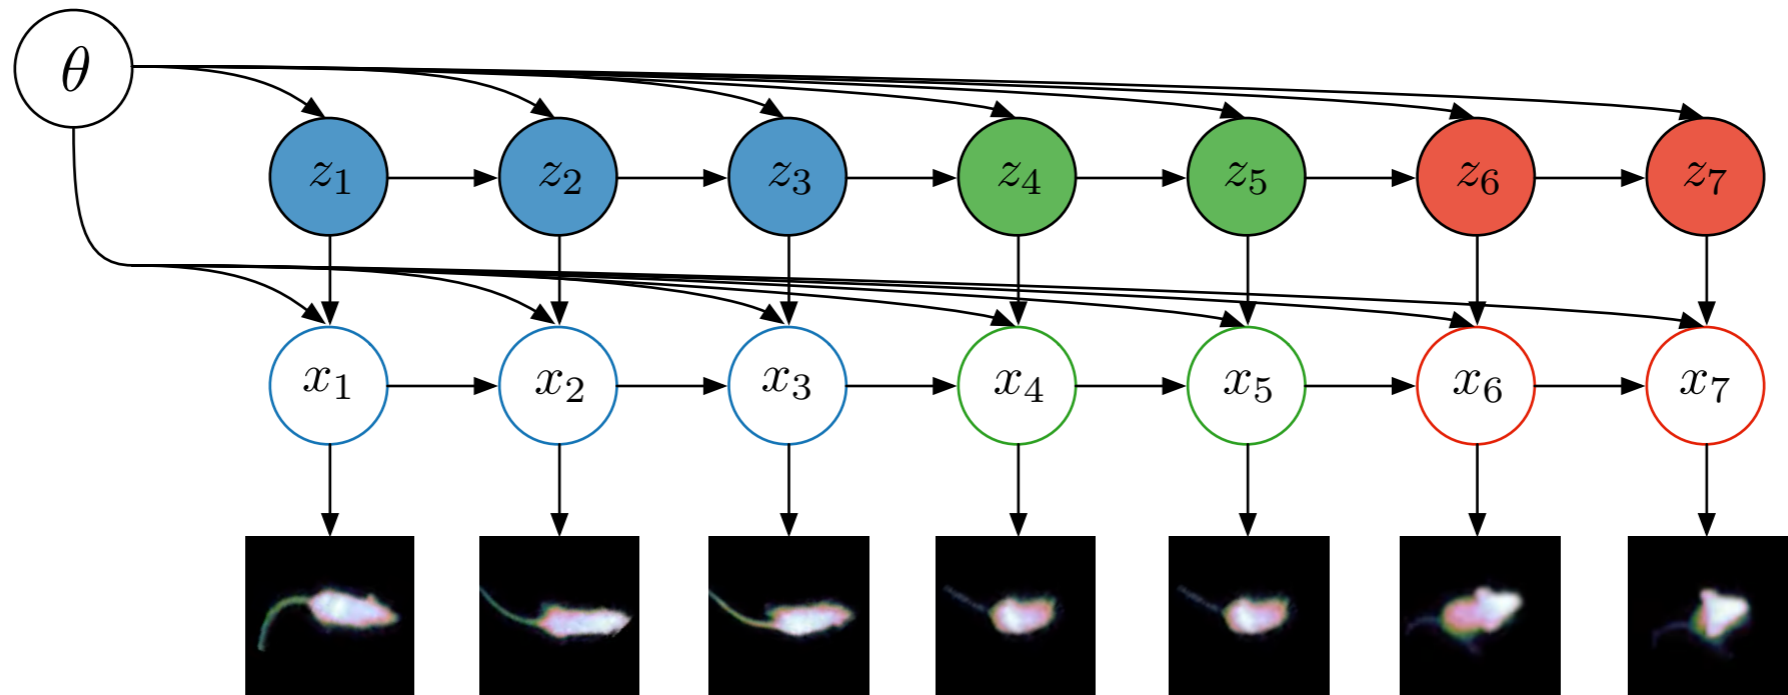 θ
z₁ z₂ z₃ z₄ z₅ z₆ z₇
x₁ x₂ x₃ x₄ x₅ x₆ x₇